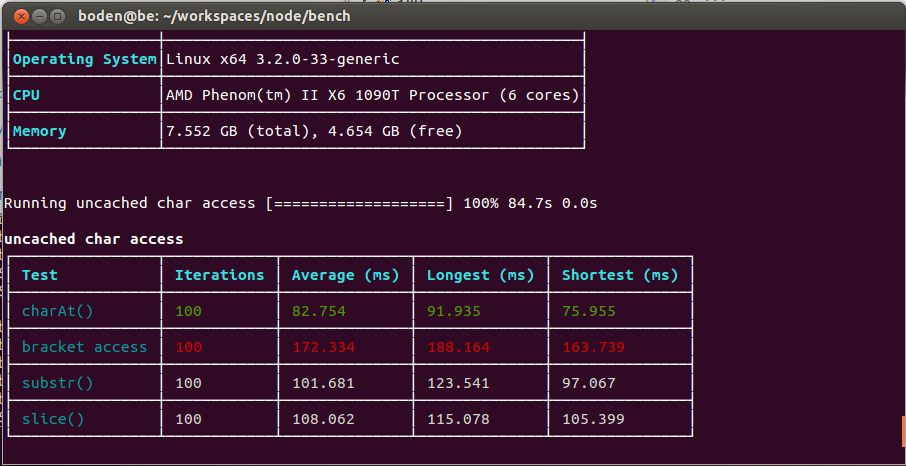 boden@be: ~/workspaces/node/bench
Operating System Linux x64 3.2.0-33-generic
CPU AMD Phenom(tm) II X6 1090T Processor (6 cores)
Memory 7.552 GB (total), 4.654 GB (free)
Running uncached char access [===================] 100% 84.7s 0.0s
uncached char access
Test Iterations Average (ms) Longest (ms) Shortest (ms)
charAt() 100 82.754 91.935 75.955
bracket access 100 172.334 188.164 163.739
substr() 100 101.681 123.541 97.067
slice() 100 108.062 115.078 105.399